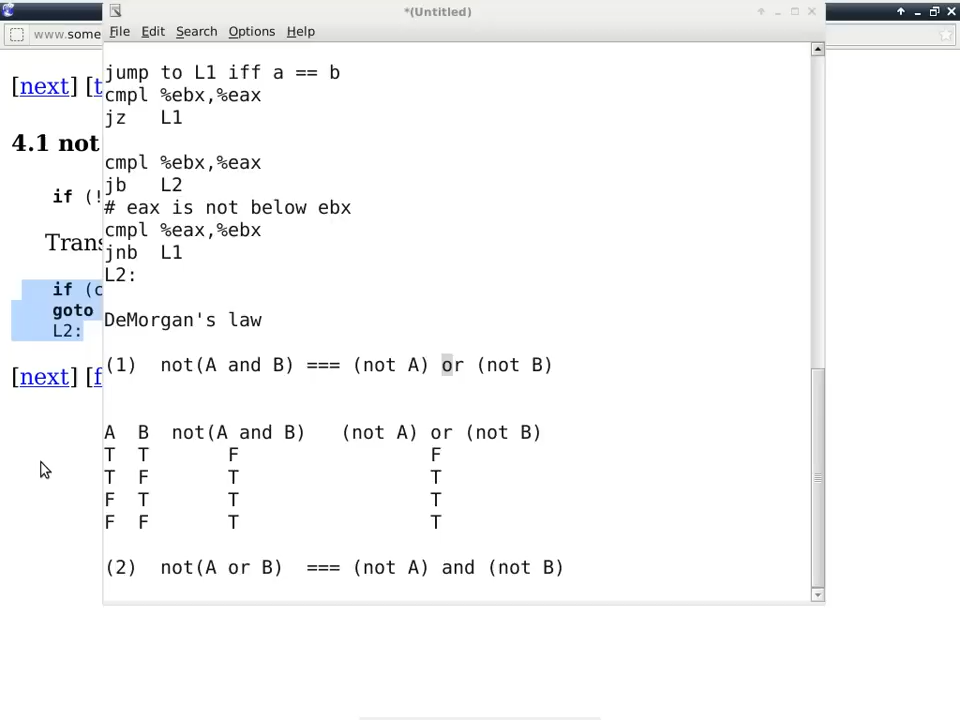 *(Untitled)
File Edit Search Options Help
www.some
jump to L1 iff a == b
cmpl %ebx,%eax
jz L1
cmpl %ebx,%eax
jb L2
# eax is not below ebx
cmpl %eax,%ebx
jnb L1
L2:
DeMorgan's law
(1) not(A and B) === (not A) or (not B)
A B not(A and B) (not A) or (not B)
T T F F
T F T T
F T T T
F F T T
(2) not(A or B) === (not A) and (not B)
[next] [t
4.1 not
if (!
Trans
if (c
goto
L2:
[next] [f